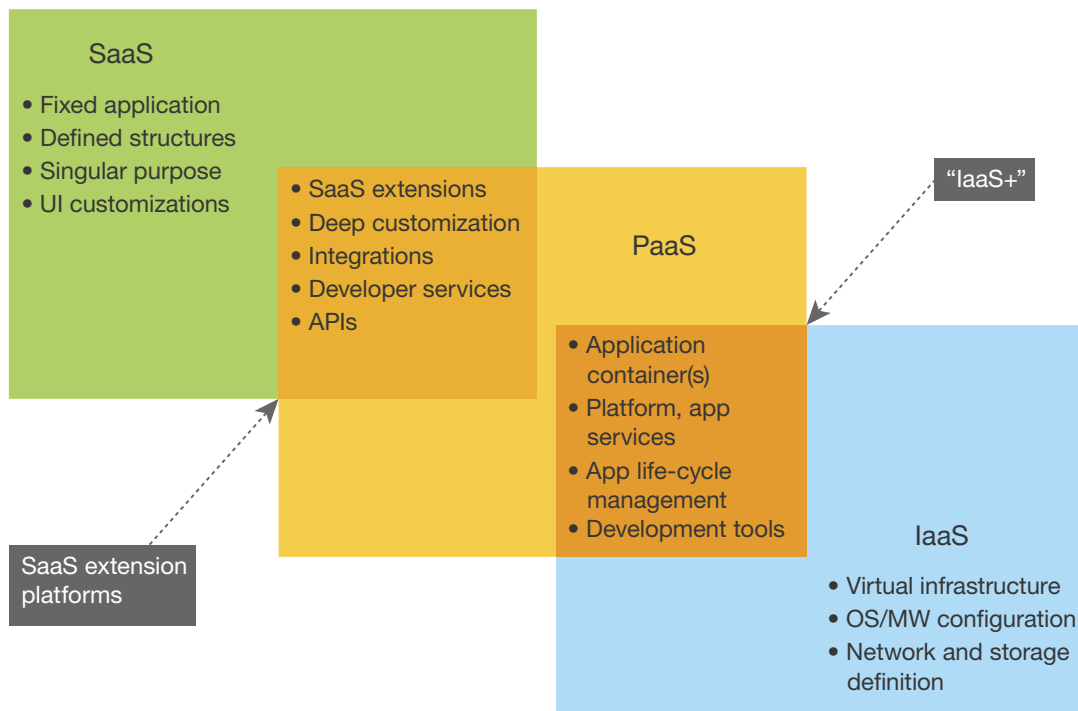 SaaS
• Fixed application
• Defined structures
• Singular purpose
• UI customizations
• SaaS extensions
• Deep customization
• Integrations
• Developer services
• APIs
“IaaS+”
PaaS
• Application
container(s)
• Platform, app
services
• App life-cycle
management
• Development tools
SaaS extension
platforms
IaaS
• Virtual infrastructure
• OS/MW configuration
• Network and storage
definition